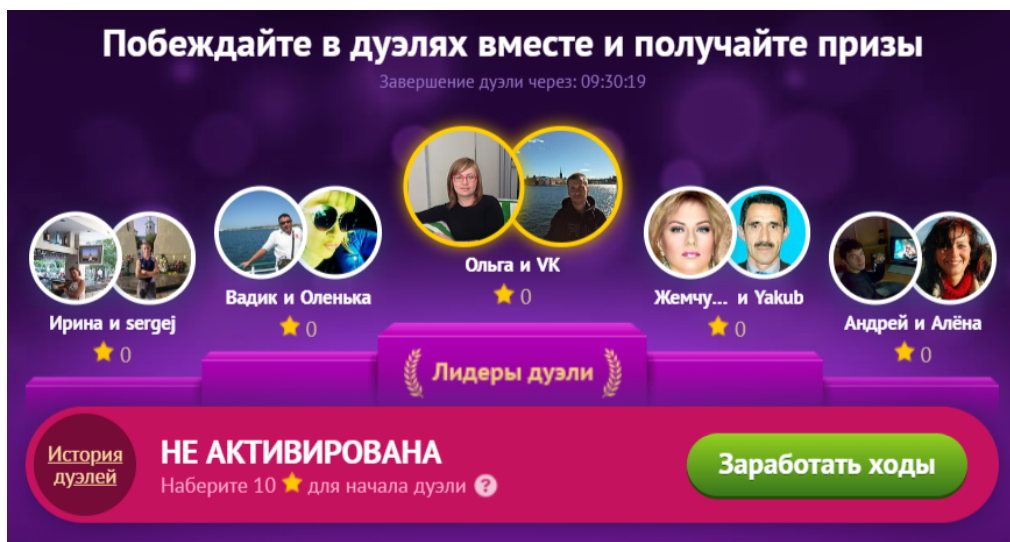 Побеждайте в дуэлях вместе и получайте призы
Завершение дуэли через: 09:30:19
Ольга и VK
0
Вадик и Оленька
0
Жемчу... и Yakub
0
Ирина и sergej
0
Андрей и Алёна
0
Лидеры дуэли
История
дуэлей
НЕ АКТИВИРОВАНА
Наберите 10 для начала дуэли ?
Заработать ходы